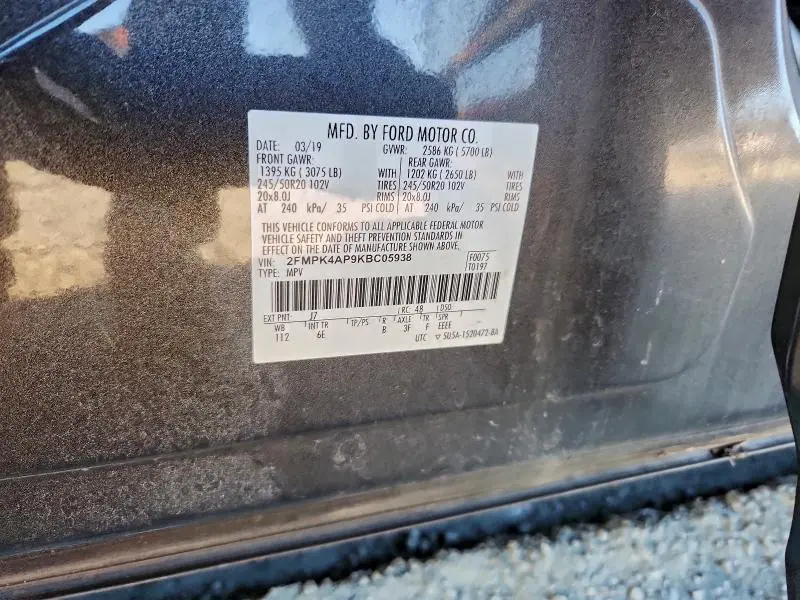 MFD. BY FORD MOTOR CO.
DATE: 03/19 GVWR: 2586 KG ( 5700 LB)
FRONT GAWR: REAR GAWR:
1395 KG ( 3075 LB) WITH 1202 KG ( 2650 LB) WITH
245/50R20 102V TIRES 245/50R20 102V TIRES
20x8.0J RIMS 20x8.0J RIMS
AT 240 kPa/ 35 PSI COLD AT 240 kPa/ 35 PSI COLD
THIS VEHICLE CONFORMS TO ALL APPLICABLE FEDERAL MOTOR
VEHICLE SAFETY AND THEFT PREVENTION STANDARDS IN
EFFECT ON THE DATE OF MANUFACTURE SHOWN ABOVE.
VIN: 2FMPK4AP9KBC05938 F0075
TYPE: MPV T0197
EXT PNT: J7 RC: 48 DSO:
WB INT TR TP/PS R AXLE TR SPR
112 6E B 3F F EEEE
UTC ▽ 5U5A-1520472-BA